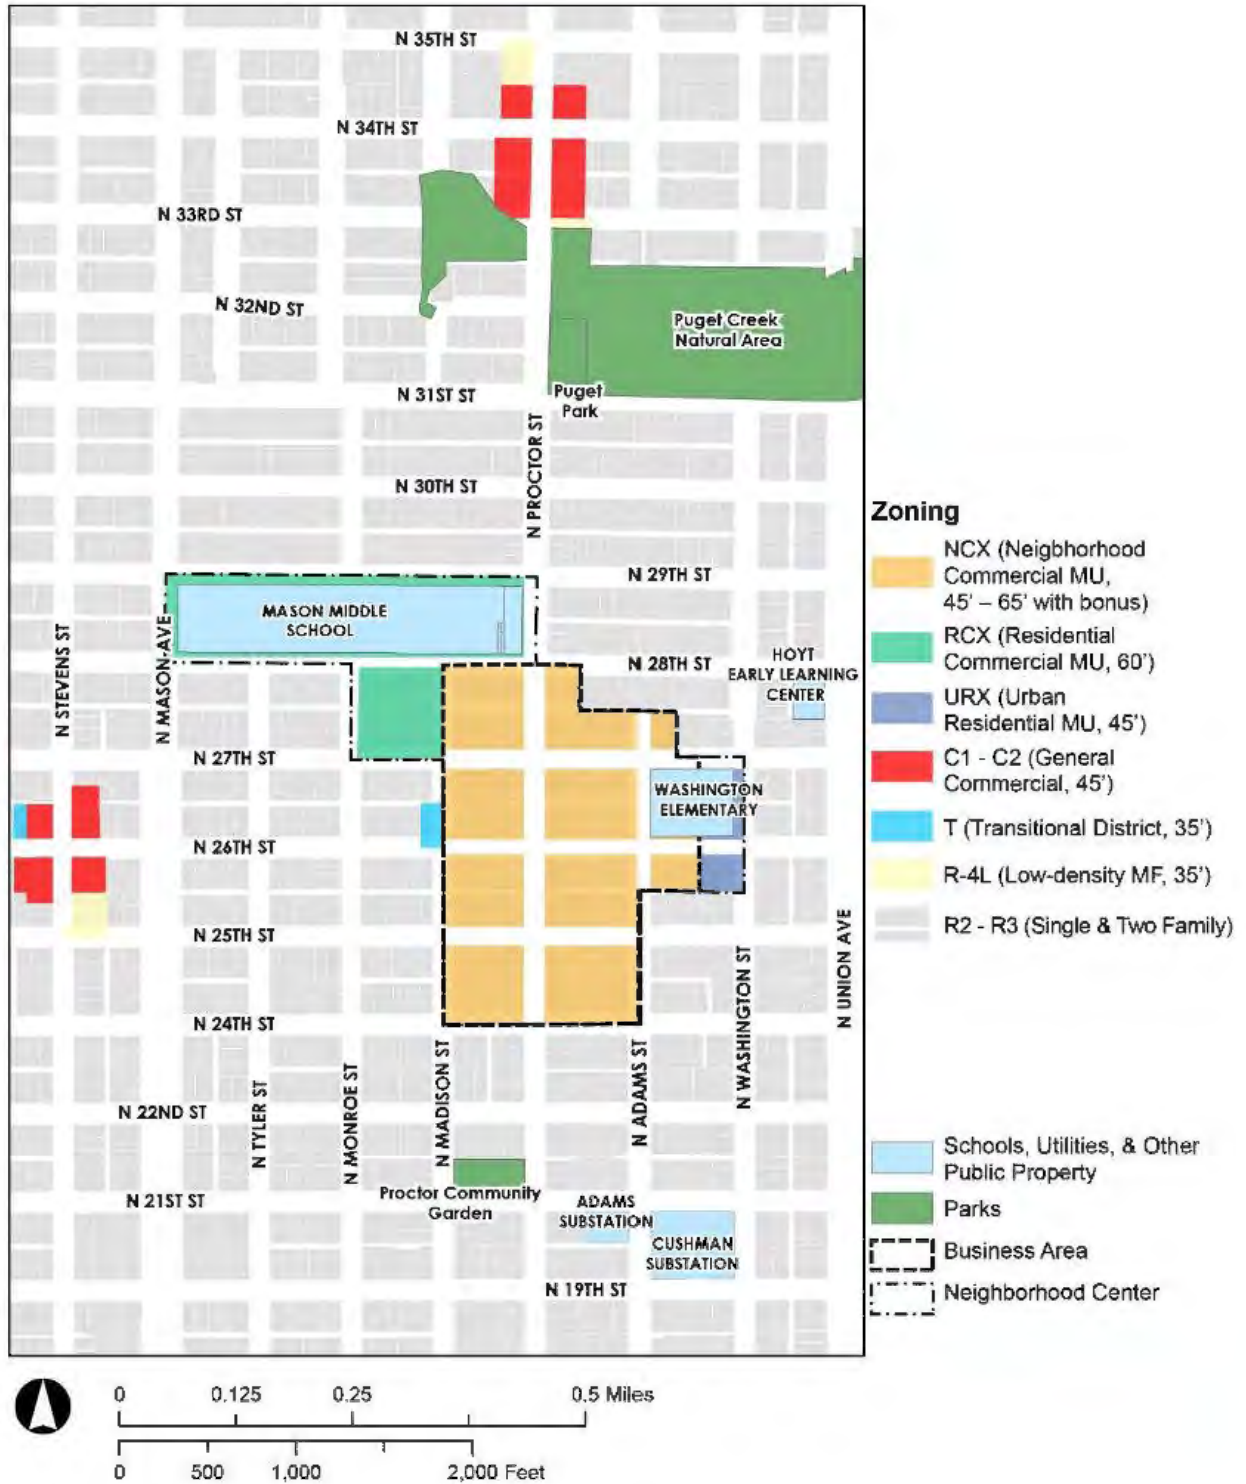 N 35TH ST
N 34TH ST
N 33RD ST
N 32ND ST
Puget Creek
Natural Area
N 31ST ST
Puget
Park
N PROCTOR ST
N 30TH ST
N 29TH ST
MASON MIDDLE
SCHOOL
N STEVENS ST
N MASON AVE
N 28TH ST
HOYT
EARLY LEARNING
CENTER
N 27TH ST
WASHINGTON
ELEMENTARY
N 26TH ST
N 25TH ST
N UNION AVE
N WASHINGTON ST
N 24TH ST
N TYLER ST
N MONROE ST
N MADISON ST
N ADAMS ST
N 22ND ST
N 21ST ST
Proctor Community
Garden
ADAMS
SUBSTATION
CUSHMAN
SUBSTATION
N 19TH ST
Zoning
NCX (Neigbhorhood
Commercial MU,
45' – 65' with bonus)
RCX (Residential
Commercial MU, 60')
URX (Urban
Residential MU, 45')
C1 - C2 (General
Commercial, 45')
T (Transitional District, 35')
R-4L (Low-density MF, 35')
R2 - R3 (Single & Two Family)
Schools, Utilities, & Other
Public Property
Parks
Business Area
Neighborhood Center
0 0.125 0.25 0.5 Miles
0 500 1,000 2,000 Feet